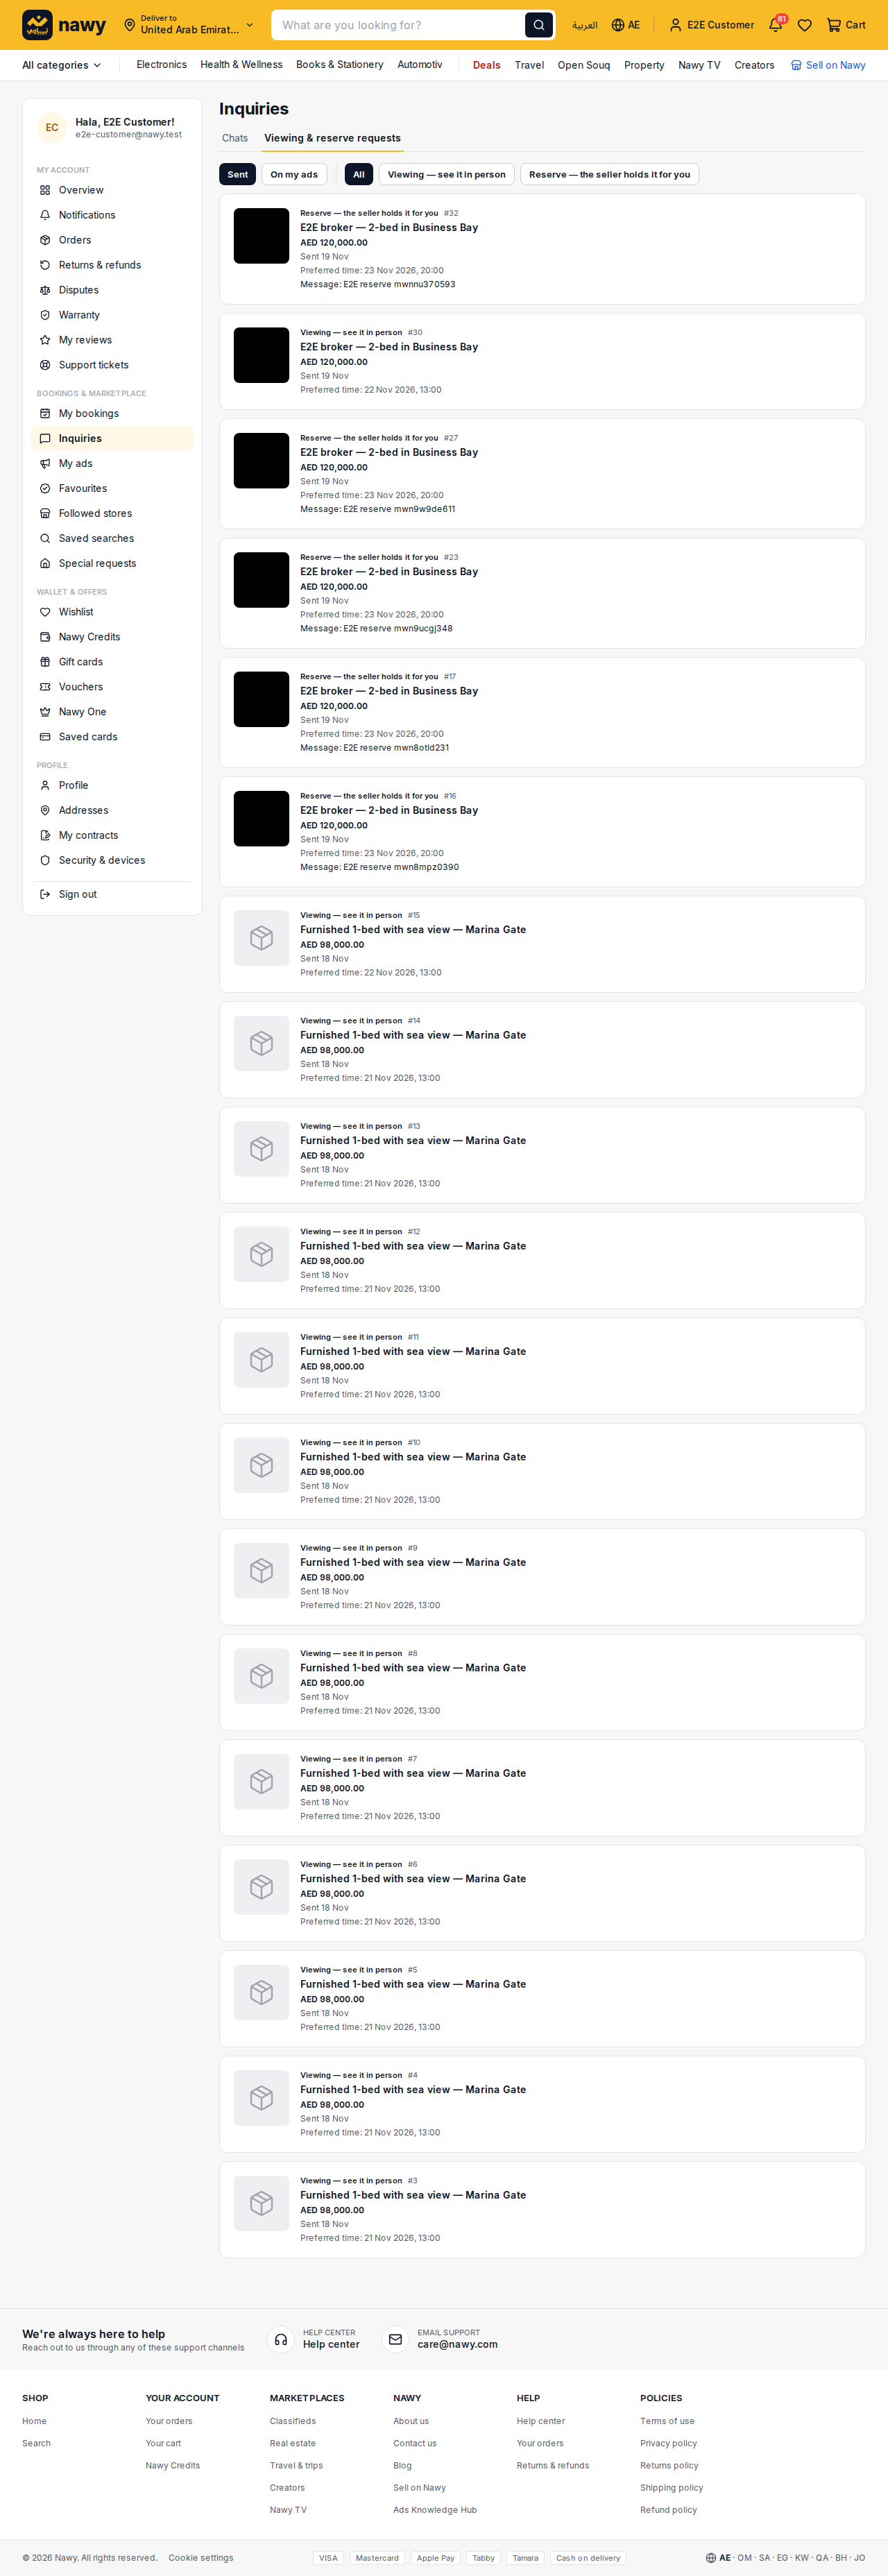 nawy
Deliver to
United Arab Emirat...
What are you looking for?
العربية
AE
E2E Customer
81
Cart
All categories
Electronics
Health & Wellness
Books & Stationery
Automotiv
Deals
Travel
Open Souq
Property
Nawy TV
Creators
Sell on Nawy
EC
Hala, E2E Customer!
e2e-customer@nawy.test
MY ACCOUNT
Overview
Notifications
Orders
Returns & refunds
Disputes
Warranty
My reviews
Support tickets
BOOKINGS & MARKETPLACE
My bookings
Inquiries
My ads
Favourites
Followed stores
Saved searches
Special requests
WALLET & OFFERS
Wishlist
Nawy Credits
Gift cards
Vouchers
Nawy One
Saved cards
PROFILE
Profile
Addresses
My contracts
Security & devices
Sign out
Inquiries
Chats
Viewing & reserve requests
Sent
On my ads
All
Viewing — see it in person
Reserve — the seller holds it for you
Reserve — the seller holds it for you #32
E2E broker — 2-bed in Business Bay
AED 120,000.00
Sent 19 Nov
Preferred time: 23 Nov 2026, 20:00
Message: E2E reserve mwnnu370593
Viewing — see it in person #30
E2E broker — 2-bed in Business Bay
AED 120,000.00
Sent 19 Nov
Preferred time: 22 Nov 2026, 13:00
Reserve — the seller holds it for you #27
E2E broker — 2-bed in Business Bay
AED 120,000.00
Sent 19 Nov
Preferred time: 23 Nov 2026, 20:00
Message: E2E reserve mwn9w9de611
Reserve — the seller holds it for you #23
E2E broker — 2-bed in Business Bay
AED 120,000.00
Sent 19 Nov
Preferred time: 23 Nov 2026, 20:00
Message: E2E reserve mwn9ucgj348
Reserve — the seller holds it for you #17
E2E broker — 2-bed in Business Bay
AED 120,000.00
Sent 19 Nov
Preferred time: 23 Nov 2026, 20:00
Message: E2E reserve mwn8otld231
Reserve — the seller holds it for you #16
E2E broker — 2-bed in Business Bay
AED 120,000.00
Sent 19 Nov
Preferred time: 23 Nov 2026, 20:00
Message: E2E reserve mwn8mpz0390
Viewing — see it in person #15
Furnished 1-bed with sea view — Marina Gate
AED 98,000.00
Sent 18 Nov
Preferred time: 22 Nov 2026, 13:00
Viewing — see it in person #14
Furnished 1-bed with sea view — Marina Gate
AED 98,000.00
Sent 18 Nov
Preferred time: 21 Nov 2026, 13:00
Viewing — see it in person #13
Furnished 1-bed with sea view — Marina Gate
AED 98,000.00
Sent 18 Nov
Preferred time: 21 Nov 2026, 13:00
Viewing — see it in person #12
Furnished 1-bed with sea view — Marina Gate
AED 98,000.00
Sent 18 Nov
Preferred time: 21 Nov 2026, 13:00
Viewing — see it in person #11
Furnished 1-bed with sea view — Marina Gate
AED 98,000.00
Sent 18 Nov
Preferred time: 21 Nov 2026, 13:00
Viewing — see it in person #10
Furnished 1-bed with sea view — Marina Gate
AED 98,000.00
Sent 18 Nov
Preferred time: 21 Nov 2026, 13:00
Viewing — see it in person #9
Furnished 1-bed with sea view — Marina Gate
AED 98,000.00
Sent 18 Nov
Preferred time: 21 Nov 2026, 13:00
Viewing — see it in person #8
Furnished 1-bed with sea view — Marina Gate
AED 98,000.00
Sent 18 Nov
Preferred time: 21 Nov 2026, 13:00
Viewing — see it in person #7
Furnished 1-bed with sea view — Marina Gate
AED 98,000.00
Sent 18 Nov
Preferred time: 21 Nov 2026, 13:00
Viewing — see it in person #6
Furnished 1-bed with sea view — Marina Gate
AED 98,000.00
Sent 18 Nov
Preferred time: 21 Nov 2026, 13:00
Viewing — see it in person #5
Furnished 1-bed with sea view — Marina Gate
AED 98,000.00
Sent 18 Nov
Preferred time: 21 Nov 2026, 13:00
Viewing — see it in person #4
Furnished 1-bed with sea view — Marina Gate
AED 98,000.00
Sent 18 Nov
Preferred time: 21 Nov 2026, 13:00
Viewing — see it in person #3
Furnished 1-bed with sea view — Marina Gate
AED 98,000.00
Sent 18 Nov
Preferred time: 21 Nov 2026, 13:00
We're always here to help
Reach out to us through any of these support channels
HELP CENTER
Help center
EMAIL SUPPORT
care@nawy.com
SHOP
Home
Search
YOUR ACCOUNT
Your orders
Your cart
Nawy Credits
MARKETPLACES
Classifieds
Real estate
Travel & trips
Creators
Nawy TV
NAWY
About us
Contact us
Blog
Sell on Nawy
Ads Knowledge Hub
HELP
Help center
Your orders
Returns & refunds
POLICIES
Terms of use
Privacy policy
Returns policy
Shipping policy
Refund policy
© 2026 Nawy. All rights reserved.
Cookie settings
VISA
Mastercard
Apple Pay
Tabby
Tamara
Cash on delivery
AE · OM · SA · EG · KW · QA · BH · JO